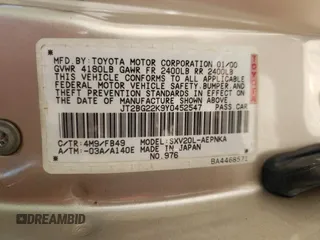 MFD. BY: TOYOTA MOTOR CORPORATION 01/00
GVWR 4180LB GAWR FR 2400LB RR 2400LB
THIS VEHICLE CONFORMS TO ALL APPLICABLE
FEDERAL MOTOR VEHICLE SAFETY, BUMPER,
AND THEFT PREVENTION STANDARDS IN
EFFECT ON THE DATE OF MANUFACTURE
SHOWN ABOVE.
JT2BG22K9Y0452547 PASS. CAR
TOYOTA
C/TR: 4M9/FB49 MODEL: SXV20L-AEPNKA
A/TM: -03A/A140E MADE IN JAPAN
NO. 976
BA4468571
DREAMBID